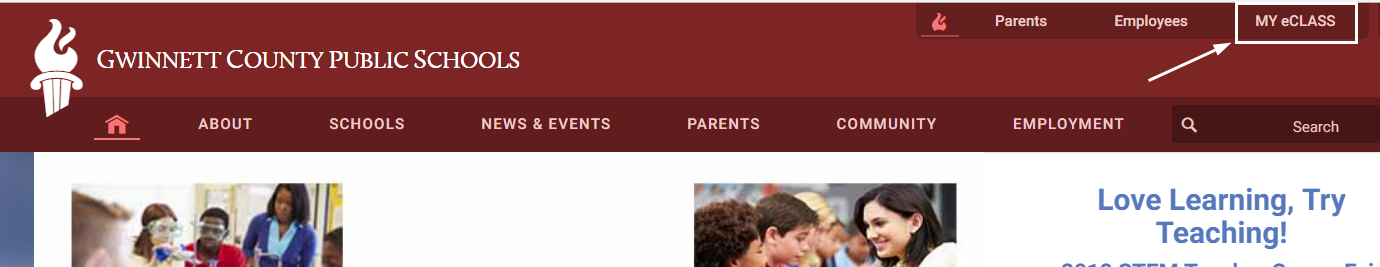 Parents Employees MY eCLASS
GWINNETT COUNTY PUBLIC SCHOOLS
ABOUT SCHOOLS NEWS & EVENTS PARENTS COMMUNITY EMPLOYMENT Search
Love Learning, Try
Teaching!